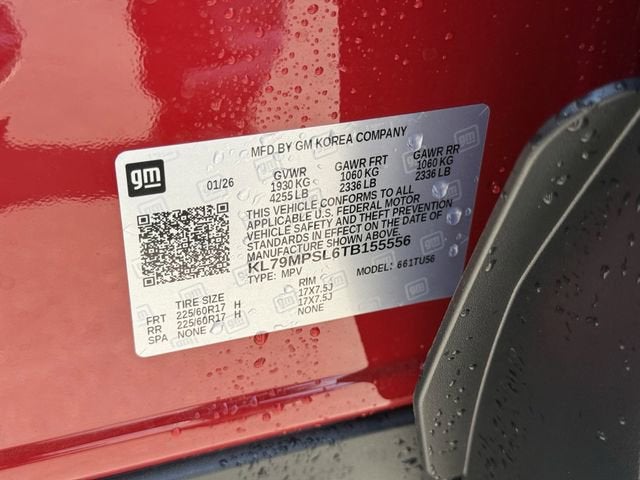 MFD BY GM KOREA COMPANY
gm
01/26
GVWR GAWR FRT GAWR RR
1930 KG 1060 KG 1060 KG
4255 LB 2336 LB 2336 LB
THIS VEHICLE CONFORMS TO ALL
APPLICABLE U.S. FEDERAL MOTOR
VEHICLE SAFETY AND THEFT PREVENTION
STANDARDS IN EFFECT ON THE DATE OF
MANUFACTURE SHOWN ABOVE.
KL79MPSL6TB155556
TYPE: MPV MODEL: 661TU56
TIRE SIZE RIM
FRT 225/60R17 H 17X7.5J
RR 225/60R17 H 17X7.5J
SPA NONE NONE